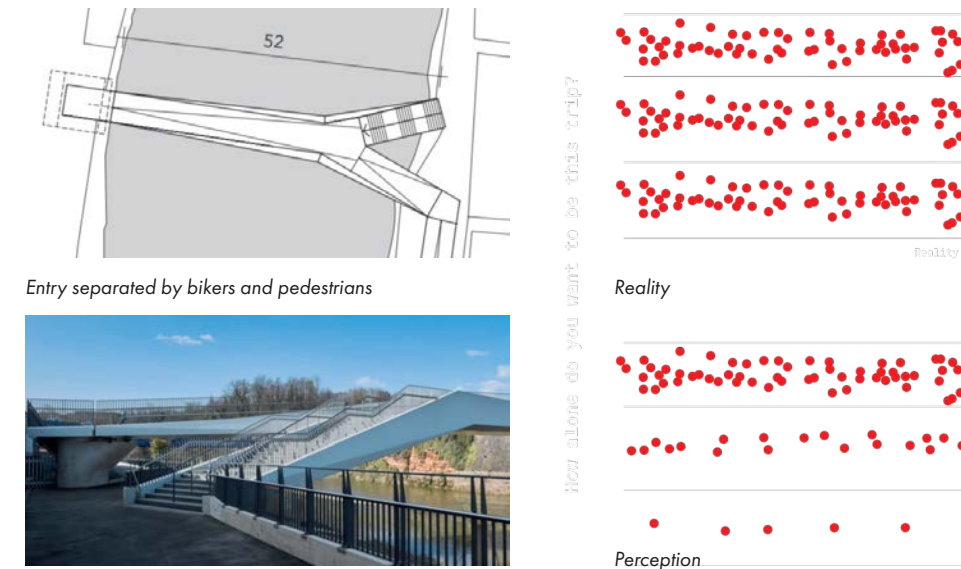 52
Entry separated by bikers and pedestrians
How alone do you want to be this trip?
Reality
Reality
Perception